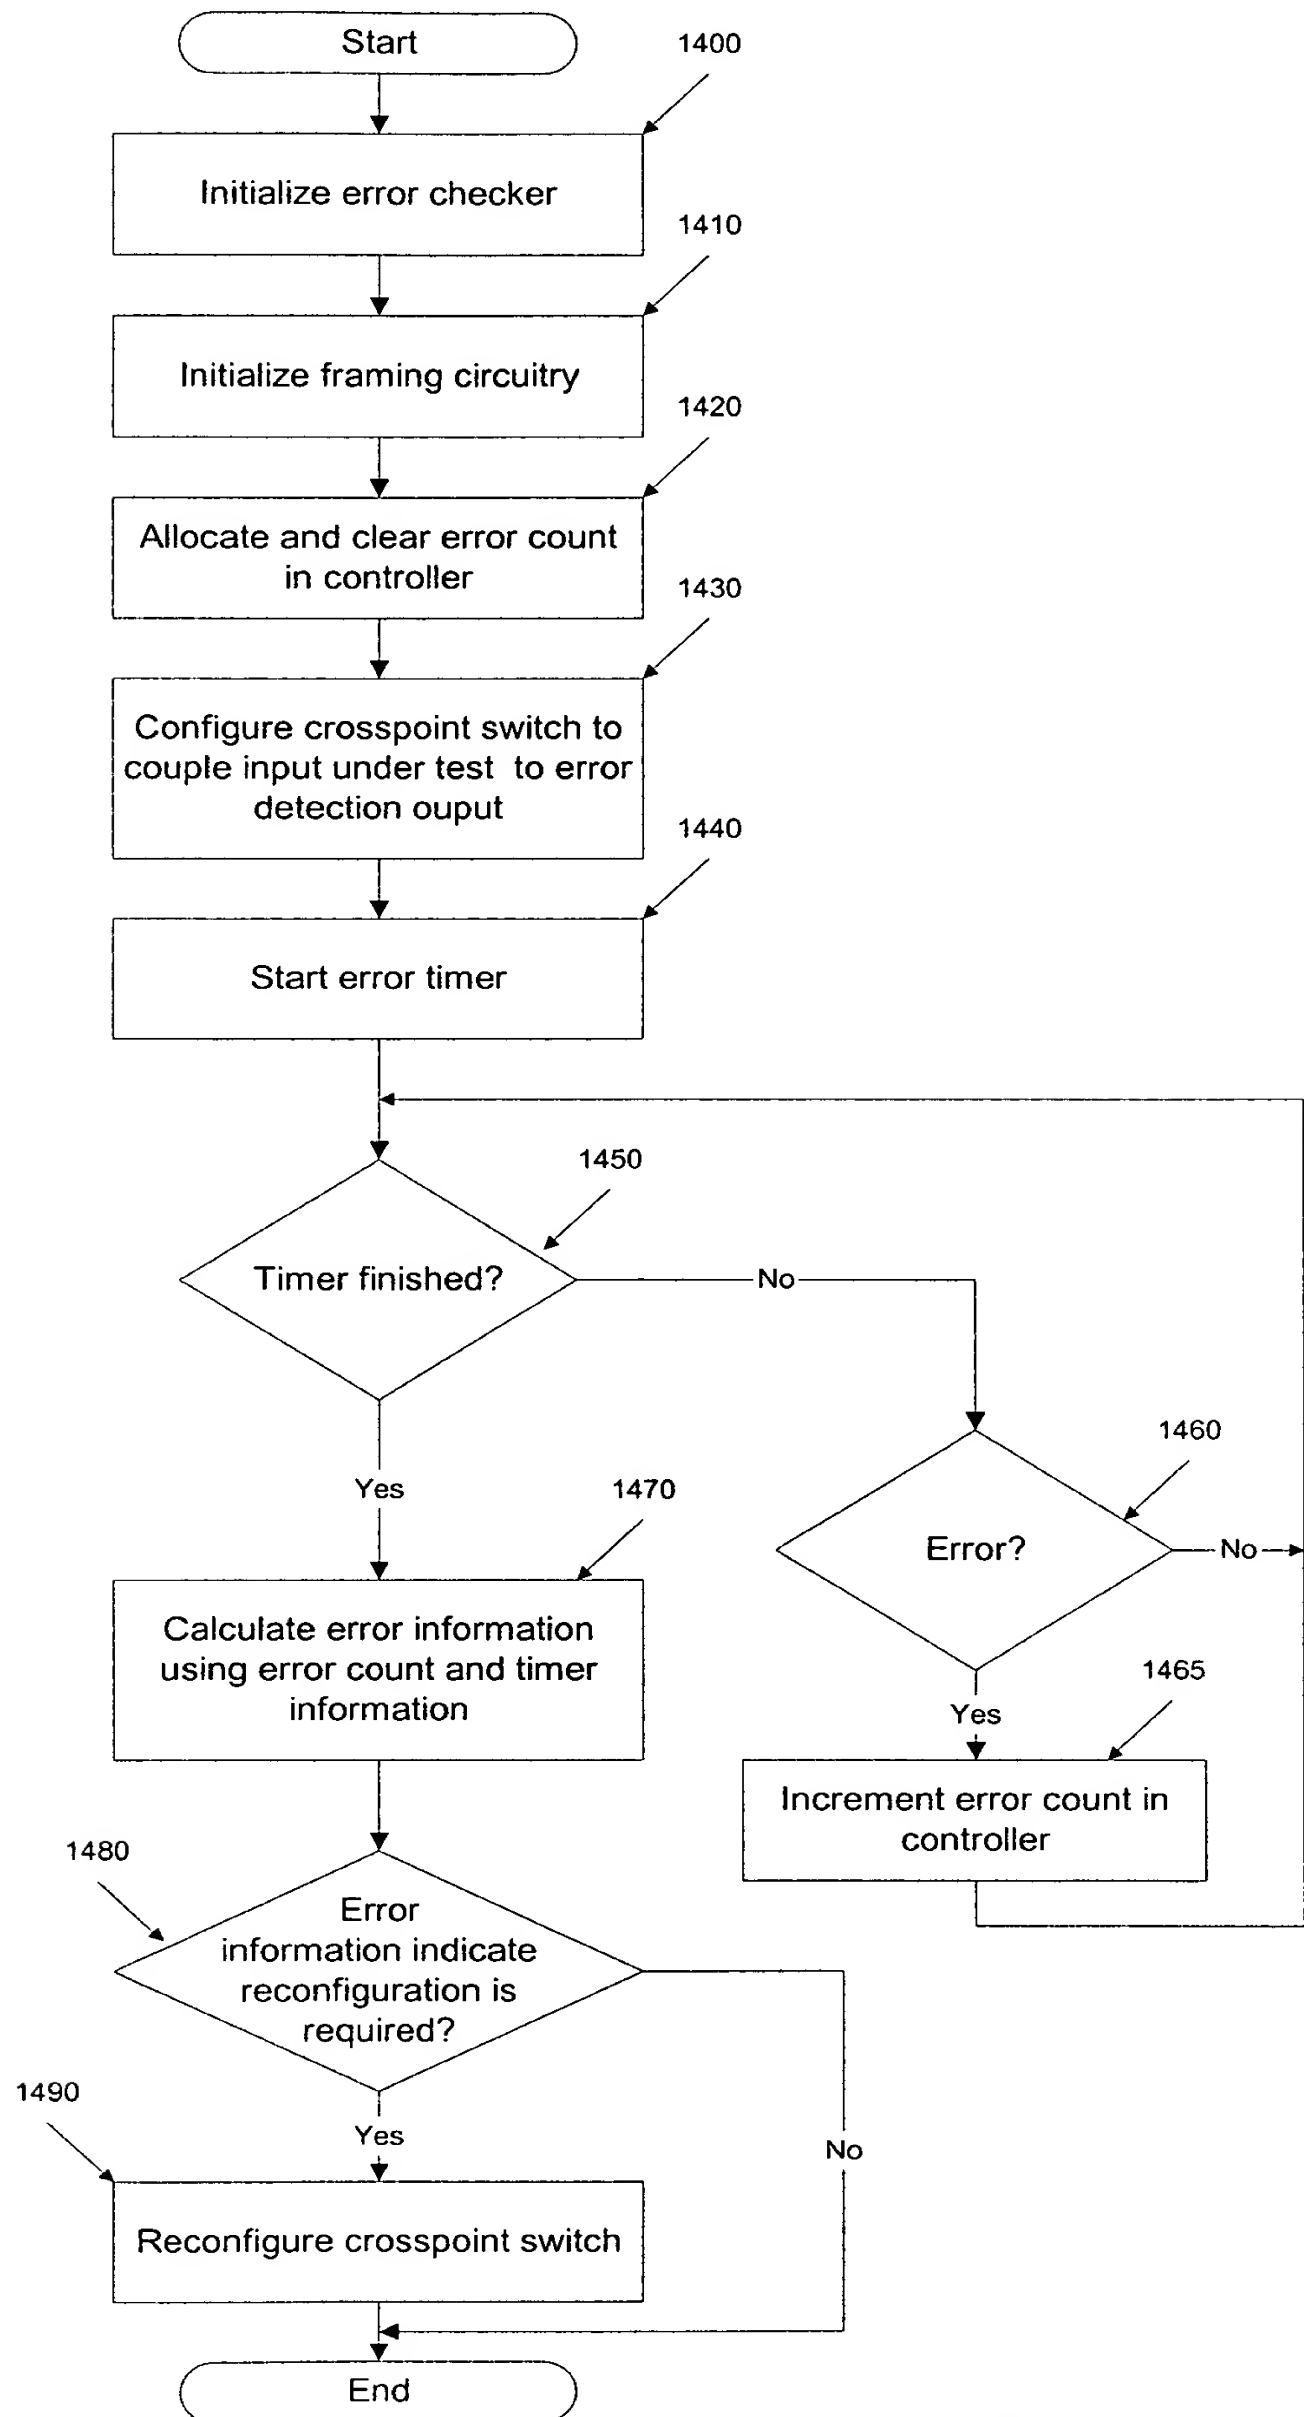 Start
1400
Initialize error checker
1410
Initialize framing circuitry
1420
Allocate and clear error count
in controller
1430
Configure crosspoint switch to
couple input under test to error
detection ouput
1440
Start error timer
1450
Timer finished?
No
1460
Error?
No
Yes
1470
Calculate error information
using error count and timer
information
Yes
1465
Increment error count in
controller
1480
Error
information indicate
reconfiguration is
required?
1490
Yes
No
Reconfigure crosspoint switch
End